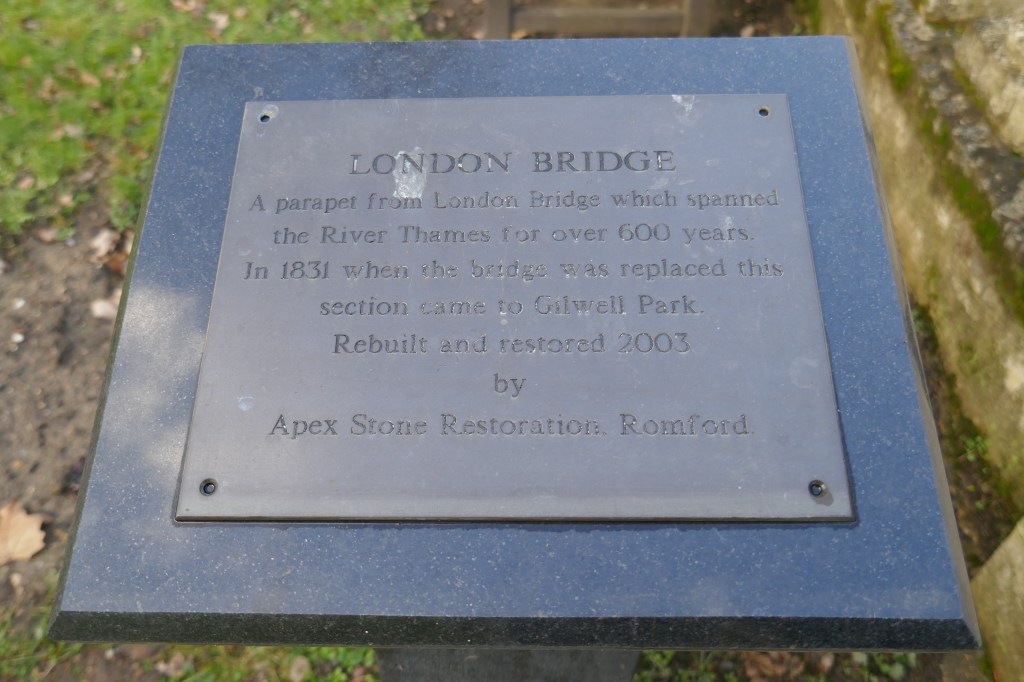 LONDON BRIDGE
A parapet from London Bridge which spanned
the River Thames for over 600 years.
In 1831 when the bridge was replaced this
section came to Gilwell Park.
Rebuilt and restored 2003
by
Apex Stone Restoration. Romford.